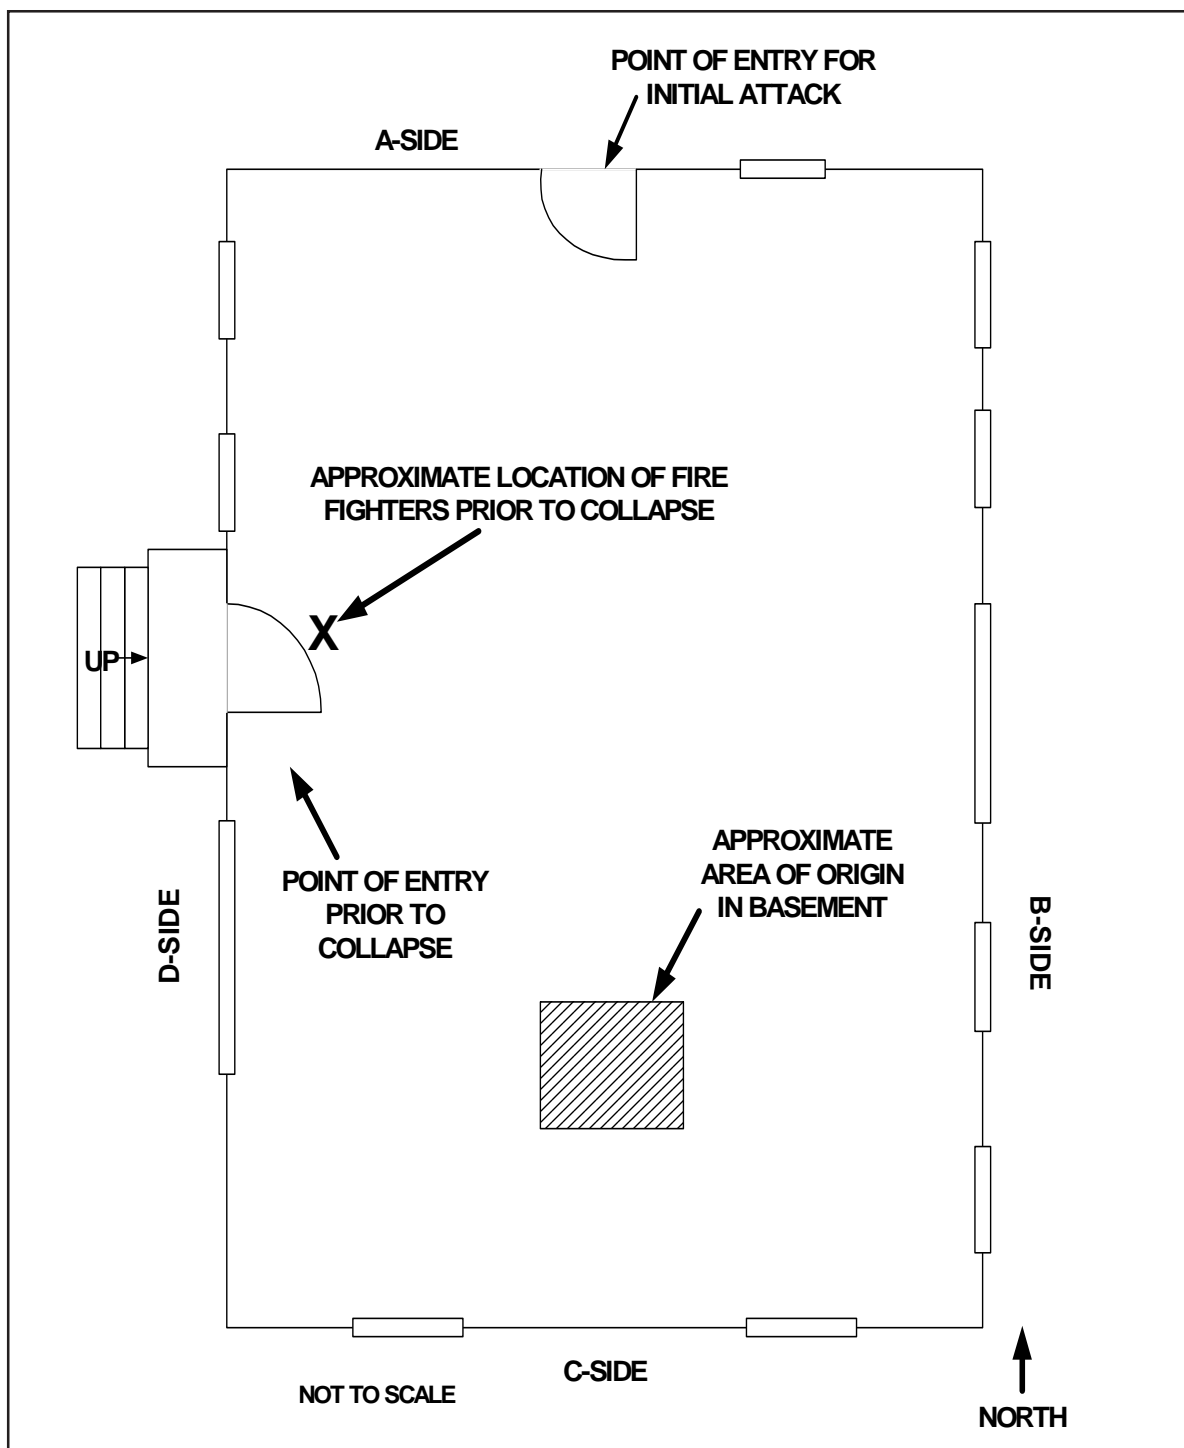 POINT OF ENTRY FOR
INITIAL ATTACK
A-SIDE
APPROXIMATE LOCATION OF FIRE
FIGHTERS PRIOR TO COLLAPSE
X
UP
APPROXIMATE
AREA OF ORIGIN
IN BASEMENT
POINT OF ENTRY
PRIOR TO
COLLAPSE
D-SIDE
B-SIDE
C-SIDE
NOT TO SCALE
NORTH